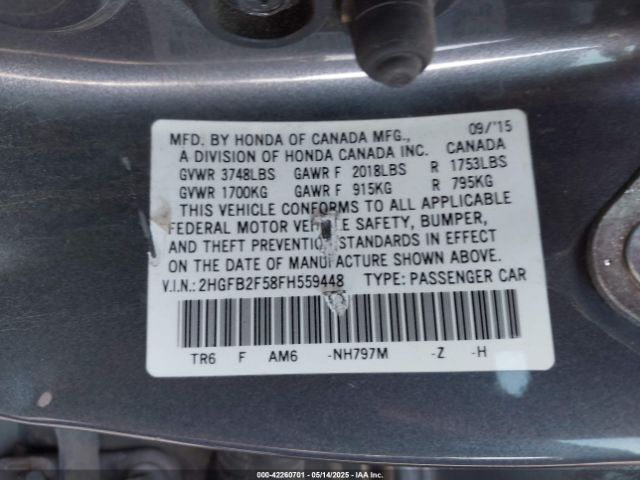 09/'15
MFD. BY HONDA OF CANADA MFG.,
A DIVISION OF HONDA CANADA INC. CANADA
GVWR 3748LBS GAWR F 2018LBS R 1753LBS
GVWR 1700KG GAWR F 915KG R 795KG
THIS VEHICLE CONFORMS TO ALL APPLICABLE
FEDERAL MOTOR VEHICLE SAFETY, BUMPER,
AND THEFT PREVENTION STANDARDS IN EFFECT
ON THE DATE OF MANUFACTURE SHOWN ABOVE.
V.I.N.: 2HGFB2F58FH559448 TYPE: PASSENGER CAR
TR6 F AM6 -NH797M -Z -H
000-42260701 - 05/14/2025 - IAA Inc.